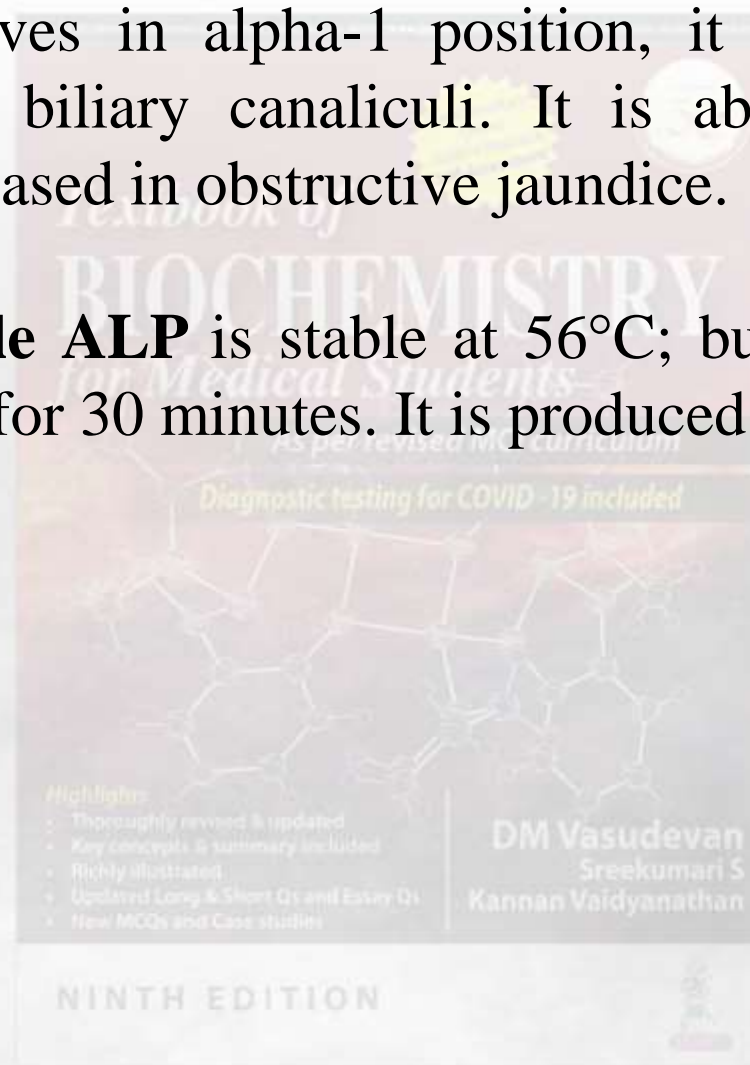 ves in alpha-1 position, it
biliary canaliculi. It is ab
ased in obstructive jaundice.
Textbook of
BIOCHEMISTRY
le ALP is stable at 56°C; bu
for Medical Students
for 30 minutes. It is produced
As per revised MCI curriculum
Diagnostic testing for COVID -19 included
Highlights
• Thoroughly revised & updated
• Key concepts & summary included
• Richly illustrated
• Updated Long & Short Qs and Essay Qs
• New MCQs and Case studies
DM Vasudevan
Sreekumari S
Kannan Vaidyanathan
NINTH EDITION